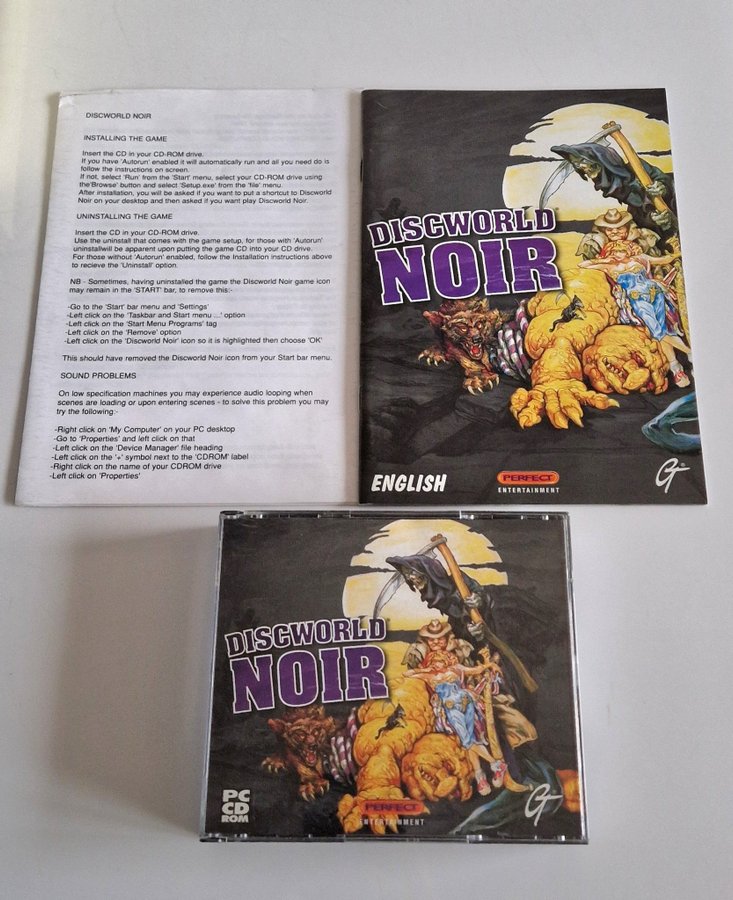 DISCWORLD NOIR
INSTALLING THE GAME
Insert the CD in your CD-ROM drive.
If you have 'Autorun' enabled it will automatically run and all you need do is
follow the instructions on screen.
If not, select 'Run' from the 'Start' menu, select your CD-ROM drive using
the'Browse' button and select 'Setup.exe' from the 'file' menu.
After installation, you will be asked if you want to put a shortcut to Discworld
Noir on your desktop and then asked if you want play Discworld Noir.
UNINSTALLING THE GAME
Insert the CD in your CD-ROM drive.
Use the uninstall that comes with the game setup, for those with 'Autorun'
uninstallwill be apparent upon putting the game CD into your CD drive.
For those without 'Autorun' enabled, follow the Installation instructions above
to recieve the 'Uninstall' option.
NB - Sometimes, having uninstalled the game the Discworld Noir game icon
may remain in the 'START' bar, to remove this:-
-Go to the 'Start' bar menu and 'Settings'
-Left click on the 'Taskbar and Start menu ...' option
-Left click on the 'Start Menu Programs' tag
-Left click on the 'Remove' option
-Left click on the 'Discworld Noir' icon so it is highlighted then choose 'OK'
This should have removed the Discworld Noir icon from your Start bar menu.
SOUND PROBLEMS
On low specification machines you may experience audio looping when
scenes are loading or upon entering scenes - to solve this problem you may
try the following:-
-Right click on 'My Computer' on your PC desktop
-Go to 'Properties' and left click on that
-Left click on the 'Device Manager' file heading
-Left click on the '+' symbol next to the 'CDROM' label
-Right click on the name of your CDROM drive
-Left click on 'Properties'
DISCWORLD
NOIR
ENGLISH
PERFECT
ENTERTAINMENT
GT
DISCWORLD
NOIR
PC
CD
ROM
PERFECT
ENTERTAINMENT
GT